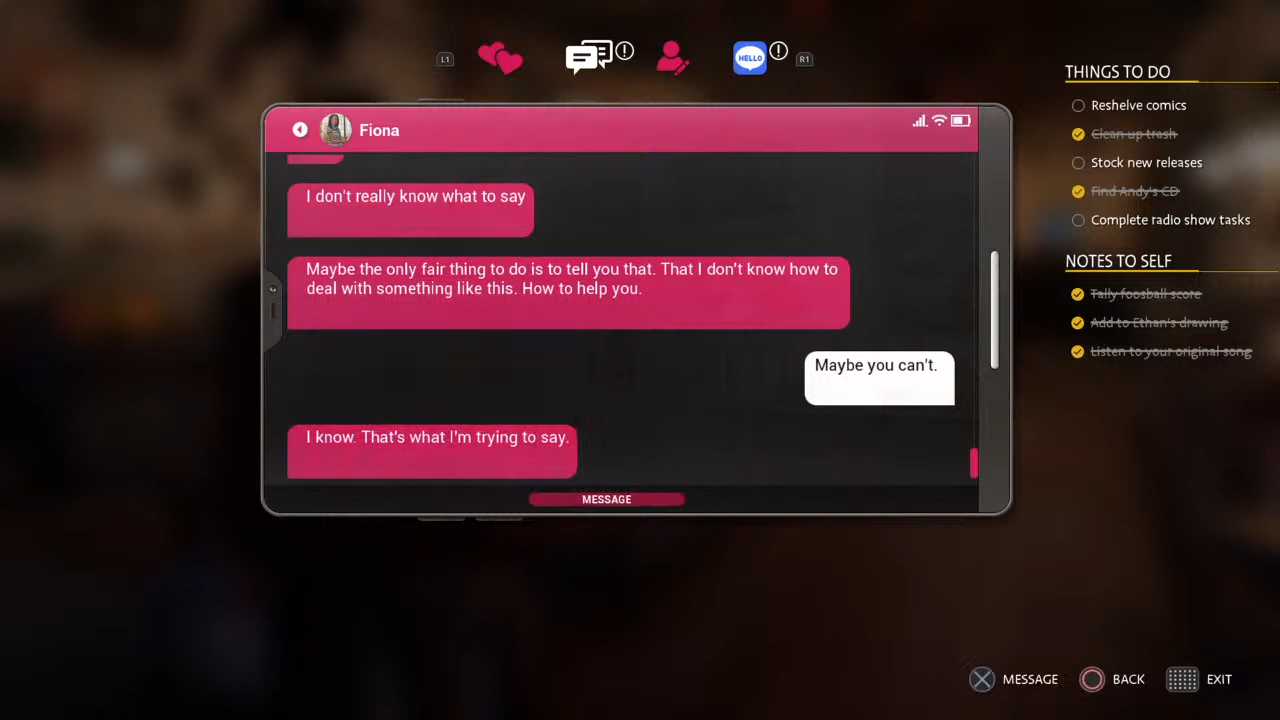 L1
HELLO
R1
THINGS TO DO
Reshelve comics
Clean up trash
Stock new releases
Find Andy's CD
Complete radio show tasks
NOTES TO SELF
Tally foosball score
Add to Ethan's drawing
Listen to your original song
Fiona
I don't really know what to say
Maybe the only fair thing to do is to tell you that. That I don't know how to
deal with something like this. How to help you.
Maybe you can't.
I know. That's what I'm trying to say.
MESSAGE
MESSAGE
BACK
EXIT